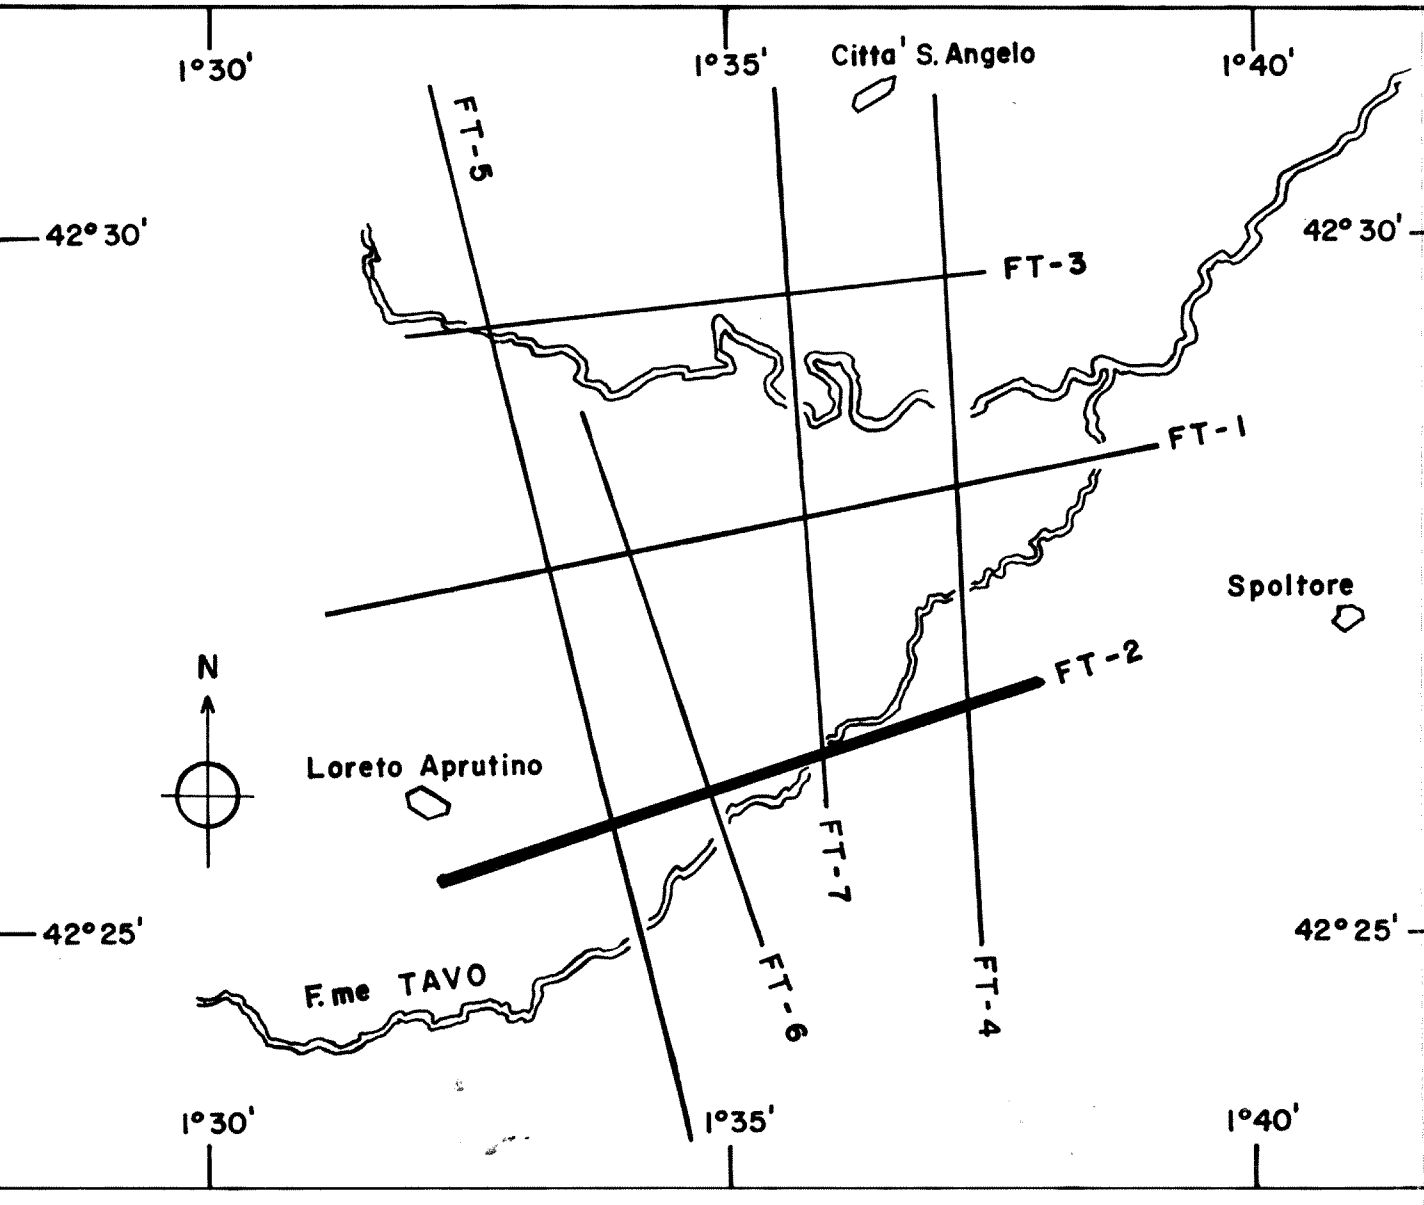 Citta' S. Angelo
1°30'
1°35'
1°40'
FT-5
42°30'
42°30'
FT-3
FT-1
Spoltore
N
FT-2
Loreto Aprutino
FT-7
42°25'
42°25'
F.me TAVO
FT-6
FT-4
1°30'
1°35'
1°40'